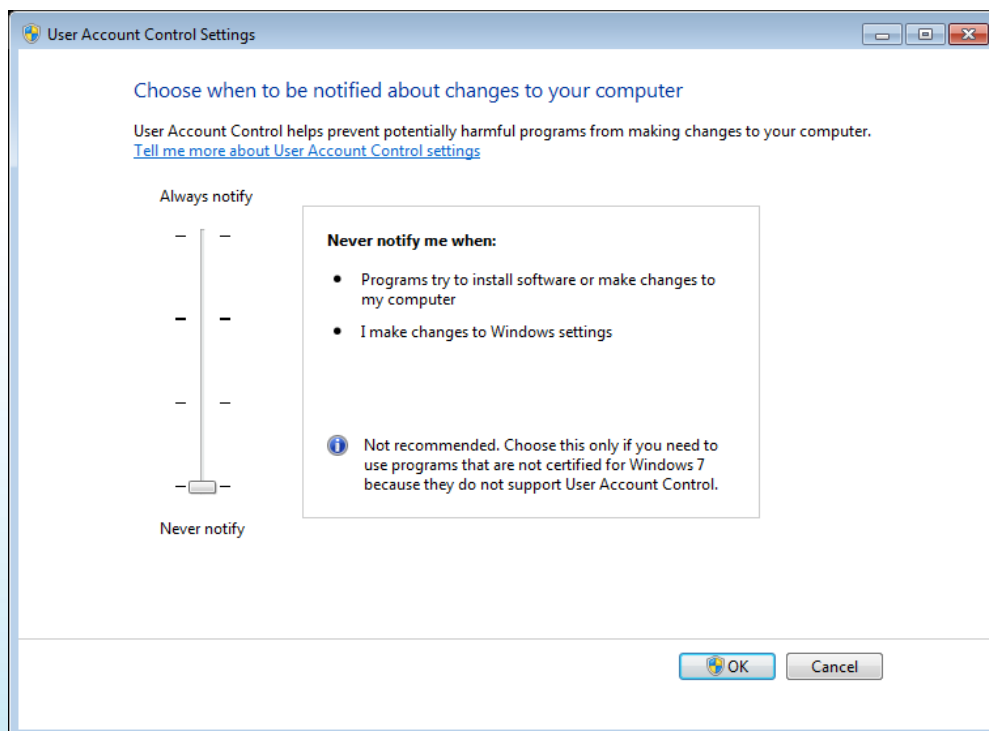 User Account Control Settings
Choose when to be notified about changes to your computer
User Account Control helps prevent potentially harmful programs from making changes to your computer.
Tell me more about User Account Control settings
Always notify
Never notify me when:
Programs try to install software or make changes to
my computer
I make changes to Windows settings
Not recommended. Choose this only if you need to
use programs that are not certified for Windows 7
because they do not support User Account Control.
Never notify
OK
Cancel